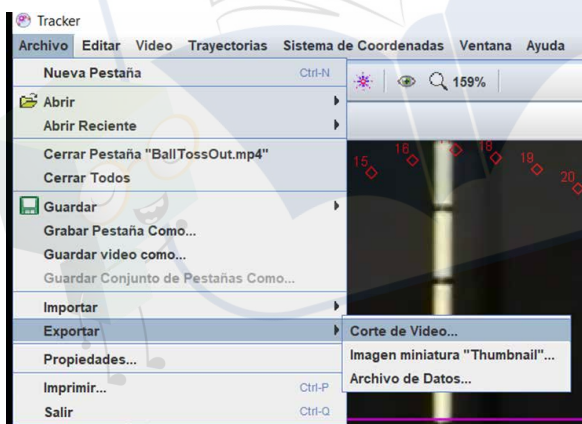 Tracker
Archivo Editar Video Trayectorias Sistema de Coordenadas Ventana Ayuda
Nueva Pestaña Ctrl-N
159%
Abrir
Abrir Reciente
Cerrar Pestaña "BallTossOut.mp4"
Cerrar Todos
15 18 18 19 20
Guardar
Grabar Pestaña Como...
Guardar video como...
Guardar Conjunto de Pestañas Como...
Importar
Exportar
Corte de Video...
Imagen miniatura "Thumbnail"...
Archivo de Datos...
Propiedades...
Imprimir... Ctrl-P
Salir Ctrl-Q